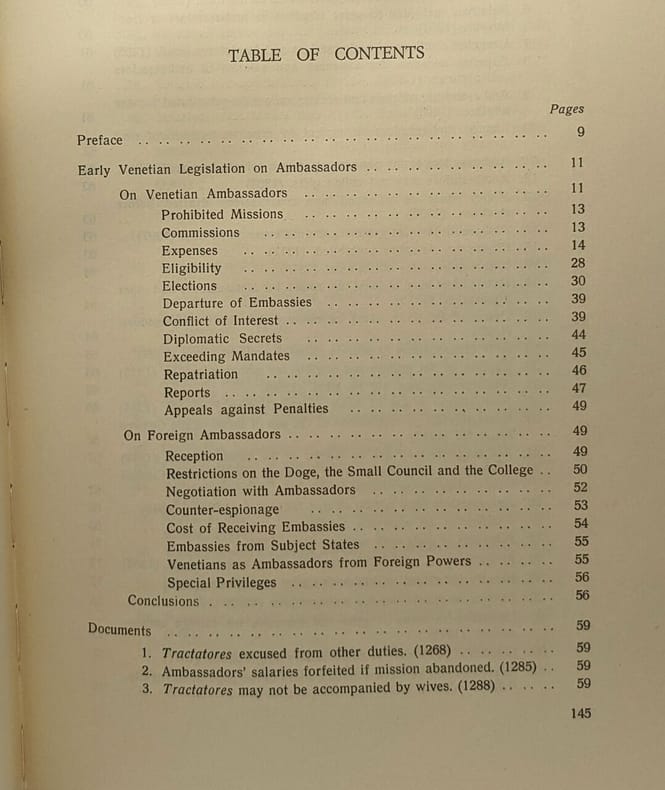 TABLE OF CONTENTS
Pages
Preface .. .. .. .. .. .. .. .. .. .. .. .. .. .. .. .. .. .. .. .. 9
Early Venetian Legislation on Ambassadors .. .. .. .. .. .. .. .. .. 11
On Venetian Ambassadors .. .. .. .. .. .. .. .. .. .. .. .. 11
Prohibited Missions .. .. .. .. .. .. .. .. .. .. .. .. 13
Commissions .. .. .. .. .. .. .. .. .. .. .. .. .. .. 13
Expenses .. .. .. .. .. .. .. .. .. .. .. .. .. .. .. 14
Eligibility .. .. .. .. .. .. .. .. .. .. .. .. .. .. .. 28
Elections .. .. .. .. .. .. .. .. .. .. .. .. .. .. .. 30
Departure of Embassies .. .. .. .. .. .. .. .. .. .. .. 39
Conflict of Interest .. .. .. .. .. .. .. .. .. .. .. .. .. 39
Diplomatic Secrets .. .. .. .. .. .. .. .. .. .. .. .. 44
Exceeding Mandates .. .. .. .. .. .. .. .. .. .. .. .. 45
Repatriation .. .. .. .. .. .. .. .. .. .. .. .. .. .. 46
Reports .. .. .. .. .. .. .. .. .. .. .. .. .. .. .. .. 47
Appeals against Penalties .. .. .. .. .. .. .. .. .. .. 49
On Foreign Ambassadors .. .. .. .. .. .. .. .. .. .. .. .. .. 49
Reception .. .. .. .. .. .. .. .. .. .. .. .. .. .. .. 49
Restrictions on the Doge, the Small Council and the College .. 50
Negotiation with Ambassadors .. .. .. .. .. .. .. .. .. 52
Counter-espionage .. .. .. .. .. .. .. .. .. .. .. .. 53
Cost of Receiving Embassies .. .. .. .. .. .. .. .. .. .. 54
Embassies from Subject States .. .. .. .. .. .. .. .. .. 55
Venetians as Ambassadors from Foreign Powers .. .. .. .. 55
Special Privileges .. .. .. .. .. .. .. .. .. .. .. .. .. 56
Conclusions . .. .. .. .. .. .. .. .. .. .. .. .. .. .. .. .. .. 56
Documents .. .. .. .. .. .. .. .. .. .. .. .. .. .. .. .. .. .. .. 59
1. Tractatores excused from other duties. (1268) .. .. .. .. .. 59
2. Ambassadors' salaries forfeited if mission abandoned. (1285) .. 59
3. Tractatores may not be accompanied by wives. (1288) .. .. .. 59
145